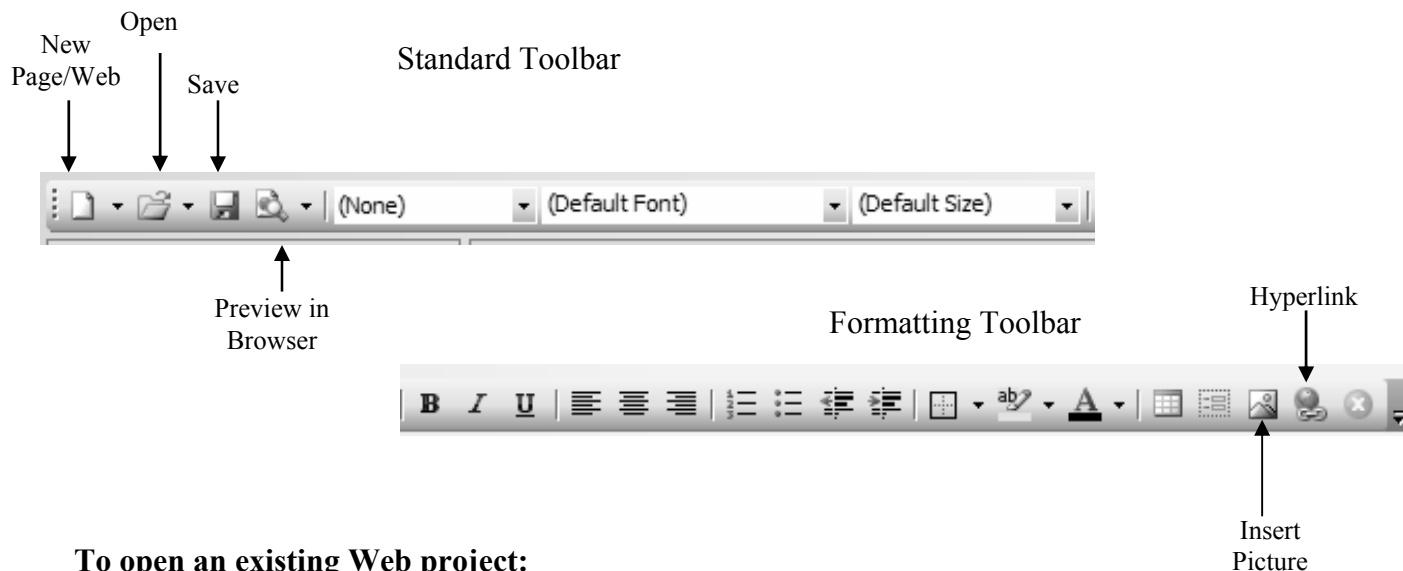 Open
New
Page/Web
Save
Standard Toolbar
(None)
(Default Font)
(Default Size)
Preview in
Browser
Hyperlink
Formatting Toolbar
B I U
ab
A
Insert
Picture
To open an existing Web project: